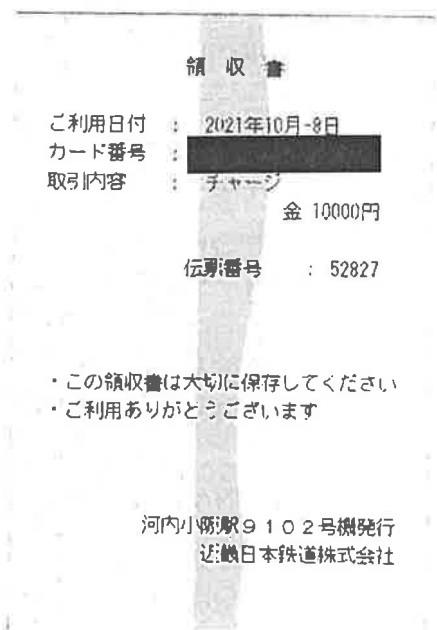 領収書
ご利用日付 : 2021年10月-8日
カード番号 :
取引内容 : チャージ
金 10000円
伝票番号 : 52827
・この領収書は大切に保存してください
・ご利用ありがとうございます
河内小阪駅9102号機発行
近畿日本鉄道株式会社